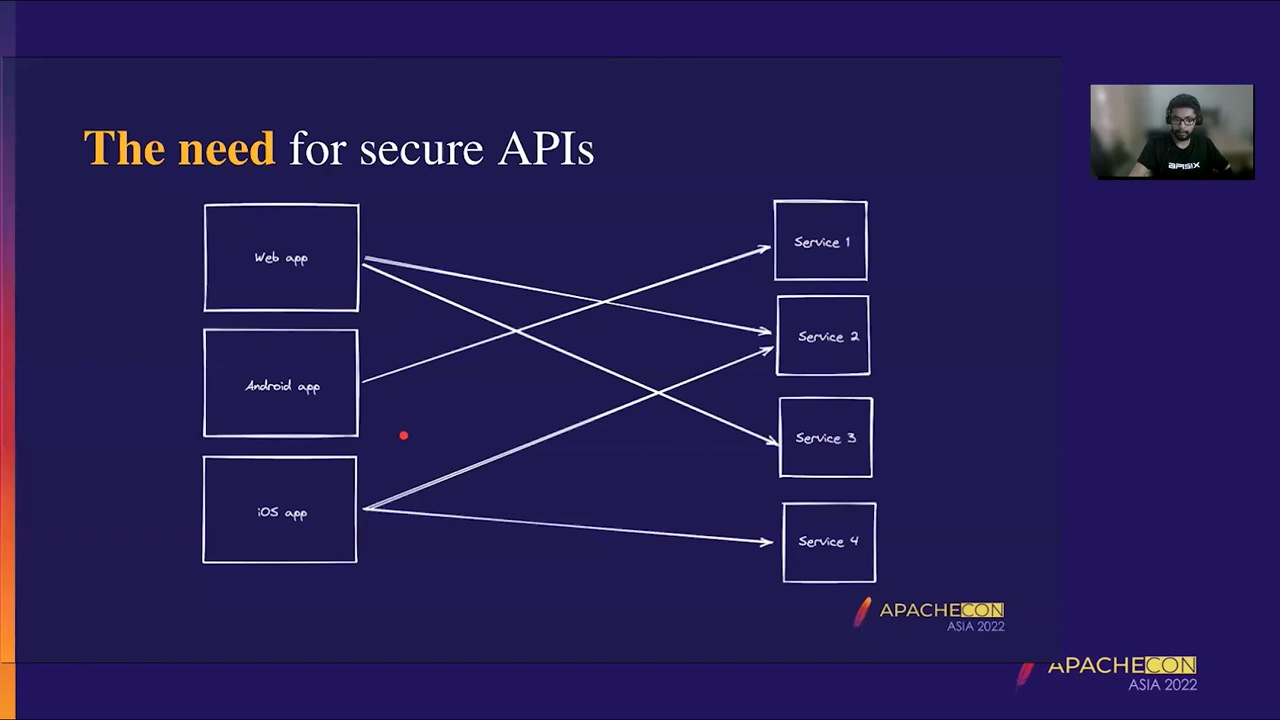 The need for secure APIs
Web app
Android app
iOS app
Service 1
Service 2
Service 3
Service 4
APISIX
APACHECON
ASIA 2022
APACHECON
ASIA 2022